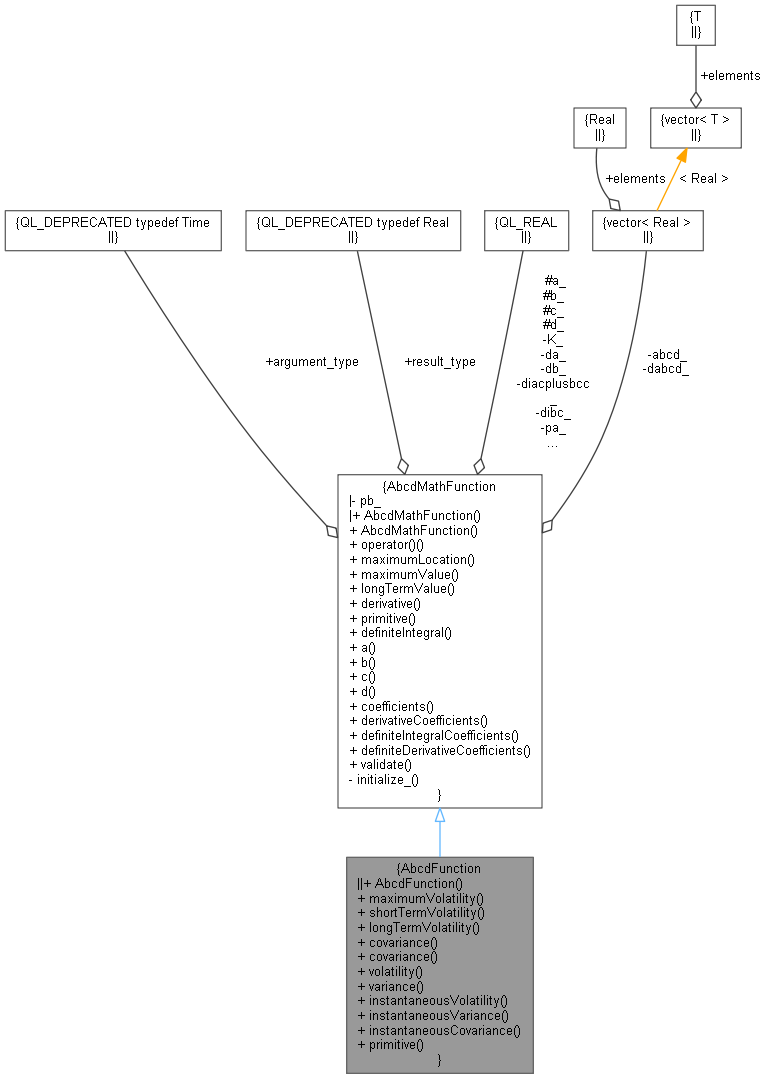 {T
||}
+elements
{Real
||}
{vector< T >
||}
+elements
< Real >
{QL_DEPRECATED typedef Time
||}
{QL_DEPRECATED typedef Real
||}
{QL_REAL
||}
{vector< Real >
||}
+argument_type
+result_type
#a_
#b_
#c_
#d_
-K_
-da_
-db_
-diacplusbcc
_
-dibc_
-pa_
...
-abcd_
-dabcd_
{AbcdMathFunction
|- pb_
|+ AbcdMathFunction()
+ AbcdMathFunction()
+ operator()()
+ maximumLocation()
+ maximumValue()
+ longTermValue()
+ derivative()
+ primitive()
+ definiteIntegral()
+ a()
+ b()
+ c()
+ d()
+ coefficients()
+ derivativeCoefficients()
+ definiteIntegralCoefficients()
+ definiteDerivativeCoefficients()
+ validate()
- initialize_()
}
{AbcdFunction
||+ AbcdFunction()
+ maximumVolatility()
+ shortTermVolatility()
+ longTermVolatility()
+ covariance()
+ covariance()
+ volatility()
+ variance()
+ instantaneousVolatility()
+ instantaneousVariance()
+ instantaneousCovariance()
+ primitive()
}